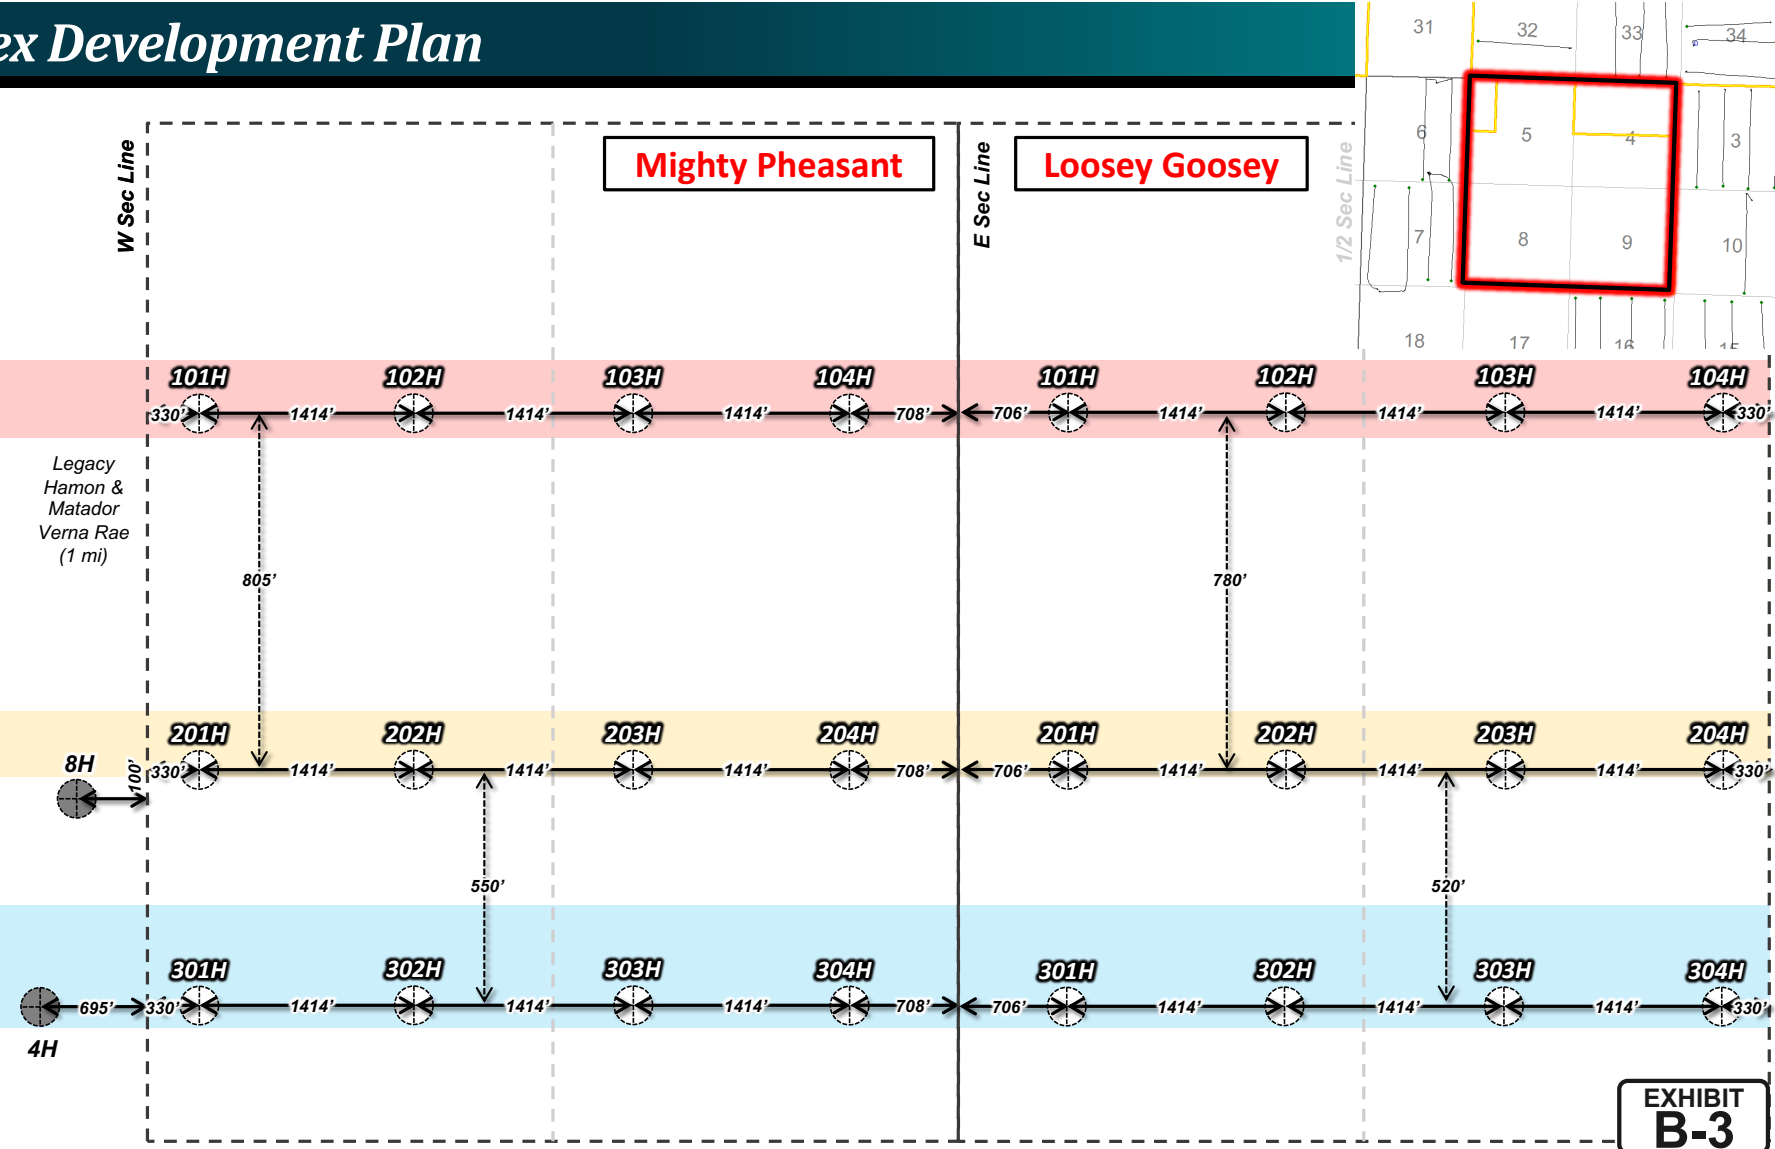 ex Development Plan
31
32
33
34
6
5
4
3
7
8
9
10
18
17
16
15
W Sec Line
Mighty Pheasant
E Sec Line
Loosey Goosey
1/2 Sec Line
101H
102H
103H
104H
101H
102H
103H
104H
330'
1414'
1414'
1414'
708'
706'
1414'
1414'
1414'
330'
Legacy
Hamon &
Matador
Verna Rae
(1 mi)
805'
780'
201H
202H
203H
204H
201H
202H
203H
204H
8H
100'
330'
1414'
1414'
1414'
708'
706'
1414'
1414'
1414'
330'
550'
520'
301H
302H
303H
304H
301H
302H
303H
304H
695'
330'
1414'
1414'
1414'
708'
706'
1414'
1414'
1414'
330'
4H
EXHIBIT
B-3